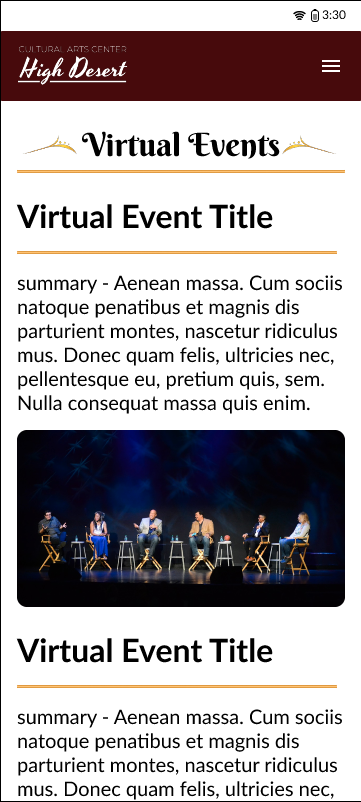 3:30
CULTURAL ARTS CENTER
High Desert
Virtual Events
Virtual Event Title
summary - Aenean massa. Cum sociis
natoque penatibus et magnis dis
parturient montes, nascetur ridiculus
mus. Donec quam felis, ultricies nec,
pellentesque eu, pretium quis, sem.
Nulla consequat massa quis enim.
Virtual Event Title
summary - Aenean massa. Cum sociis
natoque penatibus et magnis dis
parturient montes, nascetur ridiculus
mus. Donec quam felis, ultricies nec,